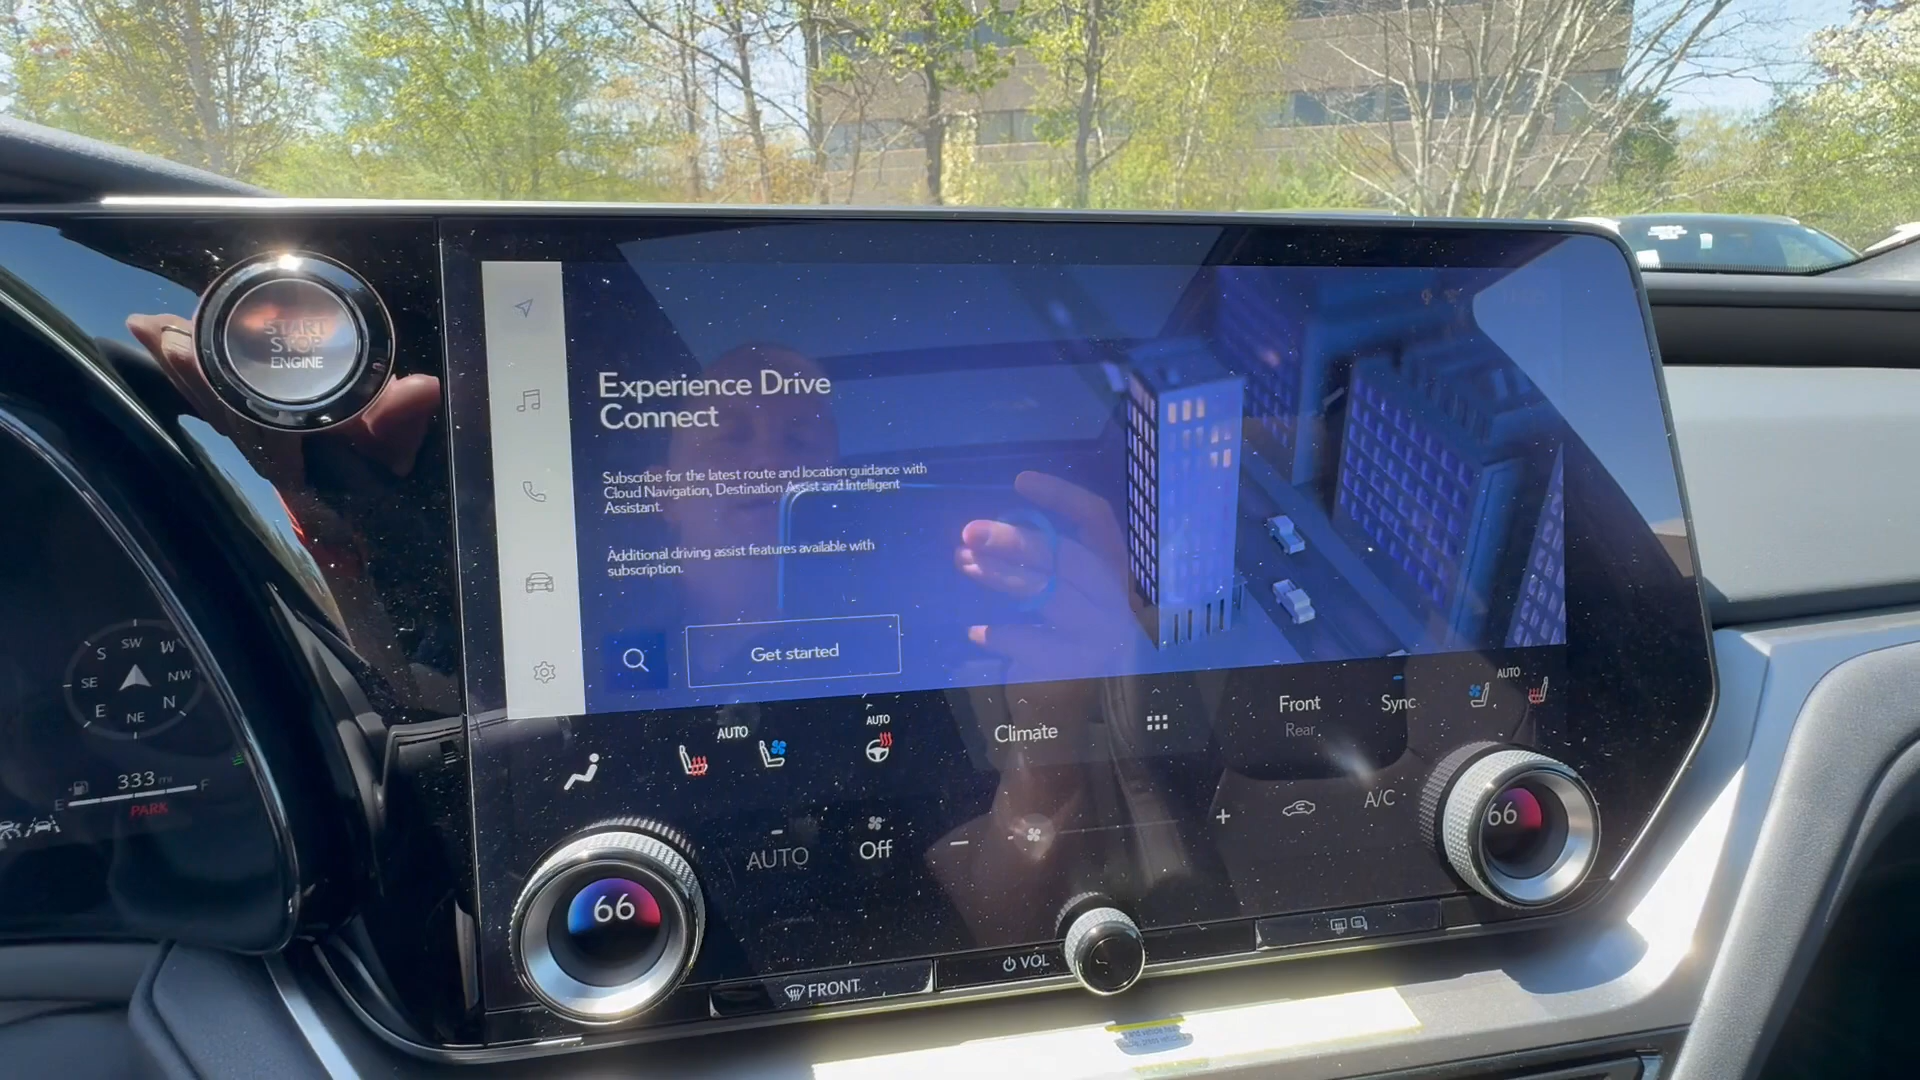 START
STOP
ENGINE
Experience Drive
Connect
Subscribe for the latest route and location guidance with
Cloud Navigation, Destination Assist and Intelligent
Assistant.
Additional driving assist features available with
subscription.
Get started
S SW W
SE NW
E NE N
333 mi
E F
PARK
AUTO
AUTO
Climate
Front
Rear
Sync
AUTO
66
AUTO
Off
− +
A/C
66
FRONT
VOL